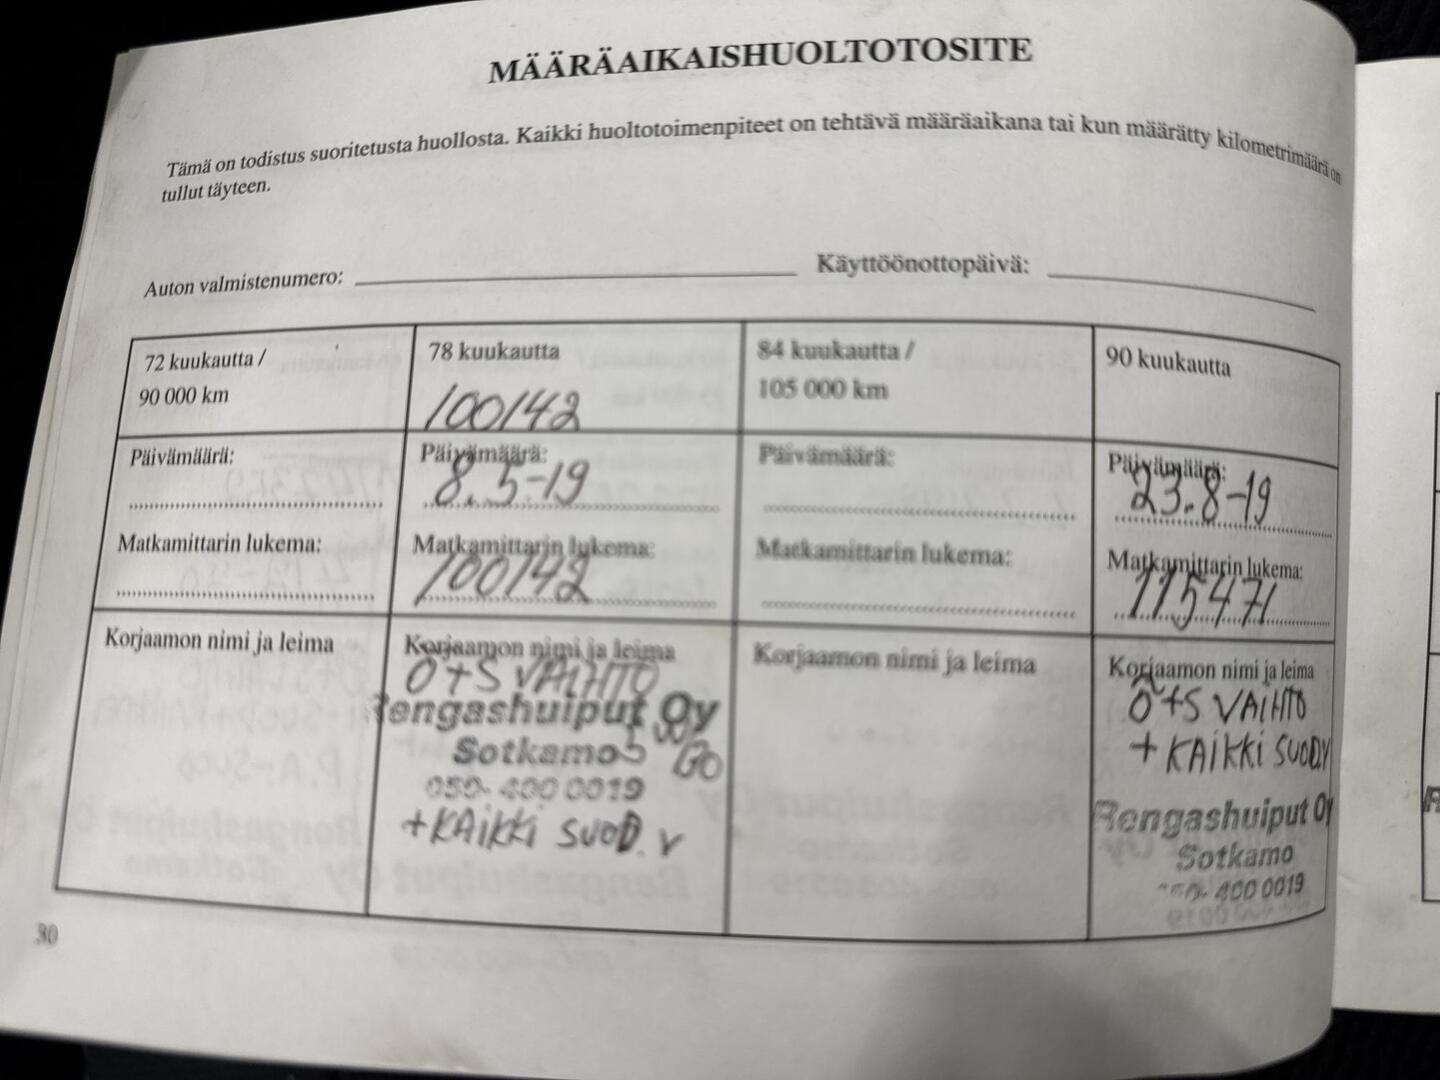 MÄÄRÄAIKAISHUOLTOTOSITE
Tämä on todistus suoritetusta huollosta. Kaikki huoltotoimenpiteet on tehtävä määräaikana tai kun määrätty kilometrimäärä on
tullut täyteen.
Auton valmistenumero:
Käyttöönottopäivä:
72 kuukautta /
90 000 km
Päivämäärä:
Matkamittarin lukema:
Korjaamon nimi ja leima
78 kuukautta
100142
Päivämäärä:
8.5-19
Matkamittarin lukema:
100142
Korjaamon nimi ja leima
Ö+S VAIHTO
Rengashuiput Oy
Sotkamo
050-400 0019
+KAIKKI SUOD. V
84 kuukautta /
105 000 km
Päivämäärä:
Matkamittarin lukema:
Korjaamon nimi ja leima
90 kuukautta
Päivämäärä:
23.8-19
Matkamittarin lukema:
115471
Korjaamon nimi ja leima
Ö+S VAIHTO
+KAIKKI SUOD.V
Rengashuiput Oy
Sotkamo
050-400 0019
30